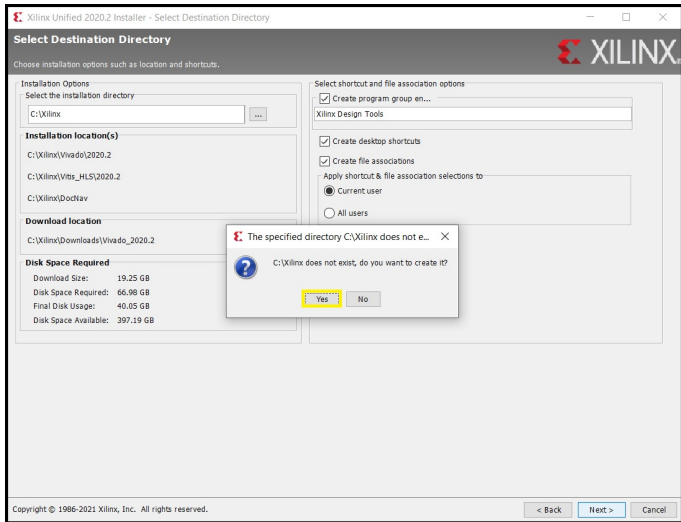 Xilinx Unified 2020.2 Installer - Select Destination Directory
Select Destination Directory
Choose installation options such as location and shortcuts.
XILINX
Installation Options
Select the installation directory
C:\Xilinx
...
Installation location(s)
C:\Xilinx\Vivado\2020.2
C:\Xilinx\Vitis_HLS\2020.2
C:\Xilinx\DocNav
Download location
C:\Xilinx\Downloads\Vivado_2020.2
Disk Space Required
Download Size: 19.25 GB
Disk Space Required: 66.98 GB
Final Disk Usage: 40.05 GB
Disk Space Available: 397.19 GB
Select shortcut and file association options
Create program group en...
Xilinx Design Tools
Create desktop shortcuts
Create file associations
Apply shortcut & file association selections to
Current user
All users
The specified directory C:\Xilinx does not e...
C:\Xilinx does not exist, do you want to create it?
Yes No
Copyright © 1986-2021 Xilinx, Inc. All rights reserved.
< Back Next > Cancel